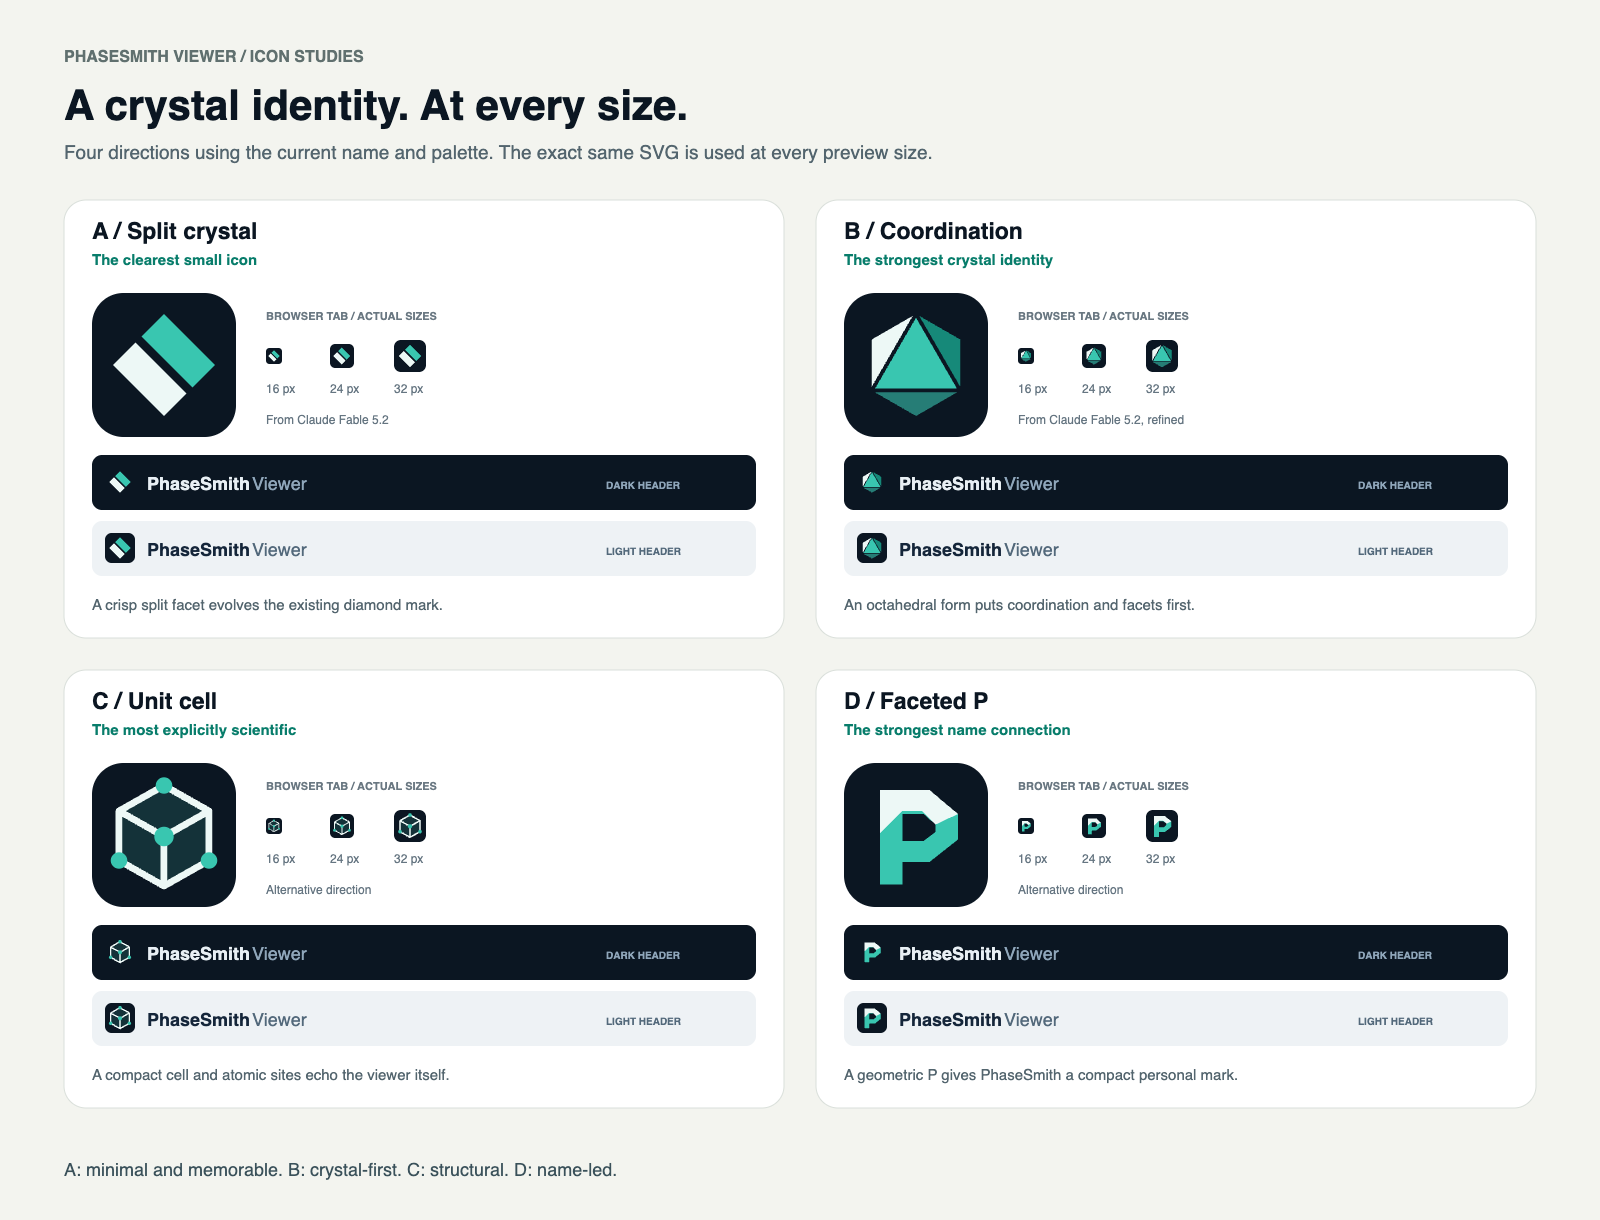 PHASESMITH VIEWER / ICON STUDIES
A crystal identity. At every size.
Four directions using the current name and palette. The exact same SVG is used at every preview size.
A / Split crystal
The clearest small icon
BROWSER TAB / ACTUAL SIZES
16 px 24 px 32 px
From Claude Fable 5.2
PhaseSmith Viewer DARK HEADER
PhaseSmith Viewer LIGHT HEADER
A crisp split facet evolves the existing diamond mark.
B / Coordination
The strongest crystal identity
BROWSER TAB / ACTUAL SIZES
16 px 24 px 32 px
From Claude Fable 5.2, refined
PhaseSmith Viewer DARK HEADER
PhaseSmith Viewer LIGHT HEADER
An octahedral form puts coordination and facets first.
C / Unit cell
The most explicitly scientific
BROWSER TAB / ACTUAL SIZES
16 px 24 px 32 px
Alternative direction
PhaseSmith Viewer DARK HEADER
PhaseSmith Viewer LIGHT HEADER
A compact cell and atomic sites echo the viewer itself.
D / Faceted P
The strongest name connection
P
BROWSER TAB / ACTUAL SIZES
P P P
16 px 24 px 32 px
Alternative direction
P PhaseSmith Viewer DARK HEADER
P PhaseSmith Viewer LIGHT HEADER
A geometric P gives PhaseSmith a compact personal mark.
A: minimal and memorable. B: crystal-first. C: structural. D: name-led.